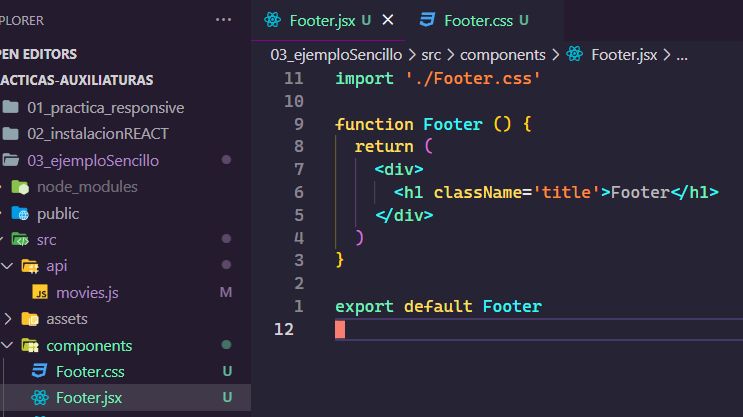 PLORER ...
PEN EDITORS
PACTICAS-AUXILIATURAS
01_practica_responsive
02_instalacionREACT
03_ejemploSencillo
node_modules
public
src
api
JS movies.js M
assets
components
Footer.css U
Footer.jsx U
Footer.jsx U × Footer.css U
03_ejemploSencillo > src > components > Footer.jsx > ...
11 import './Footer.css'
10
9 function Footer () {
8 return (
7 <div>
6 <h1 className='title'>Footer</h1>
5 </div>
4 )
3 }
2
1 export default Footer
12